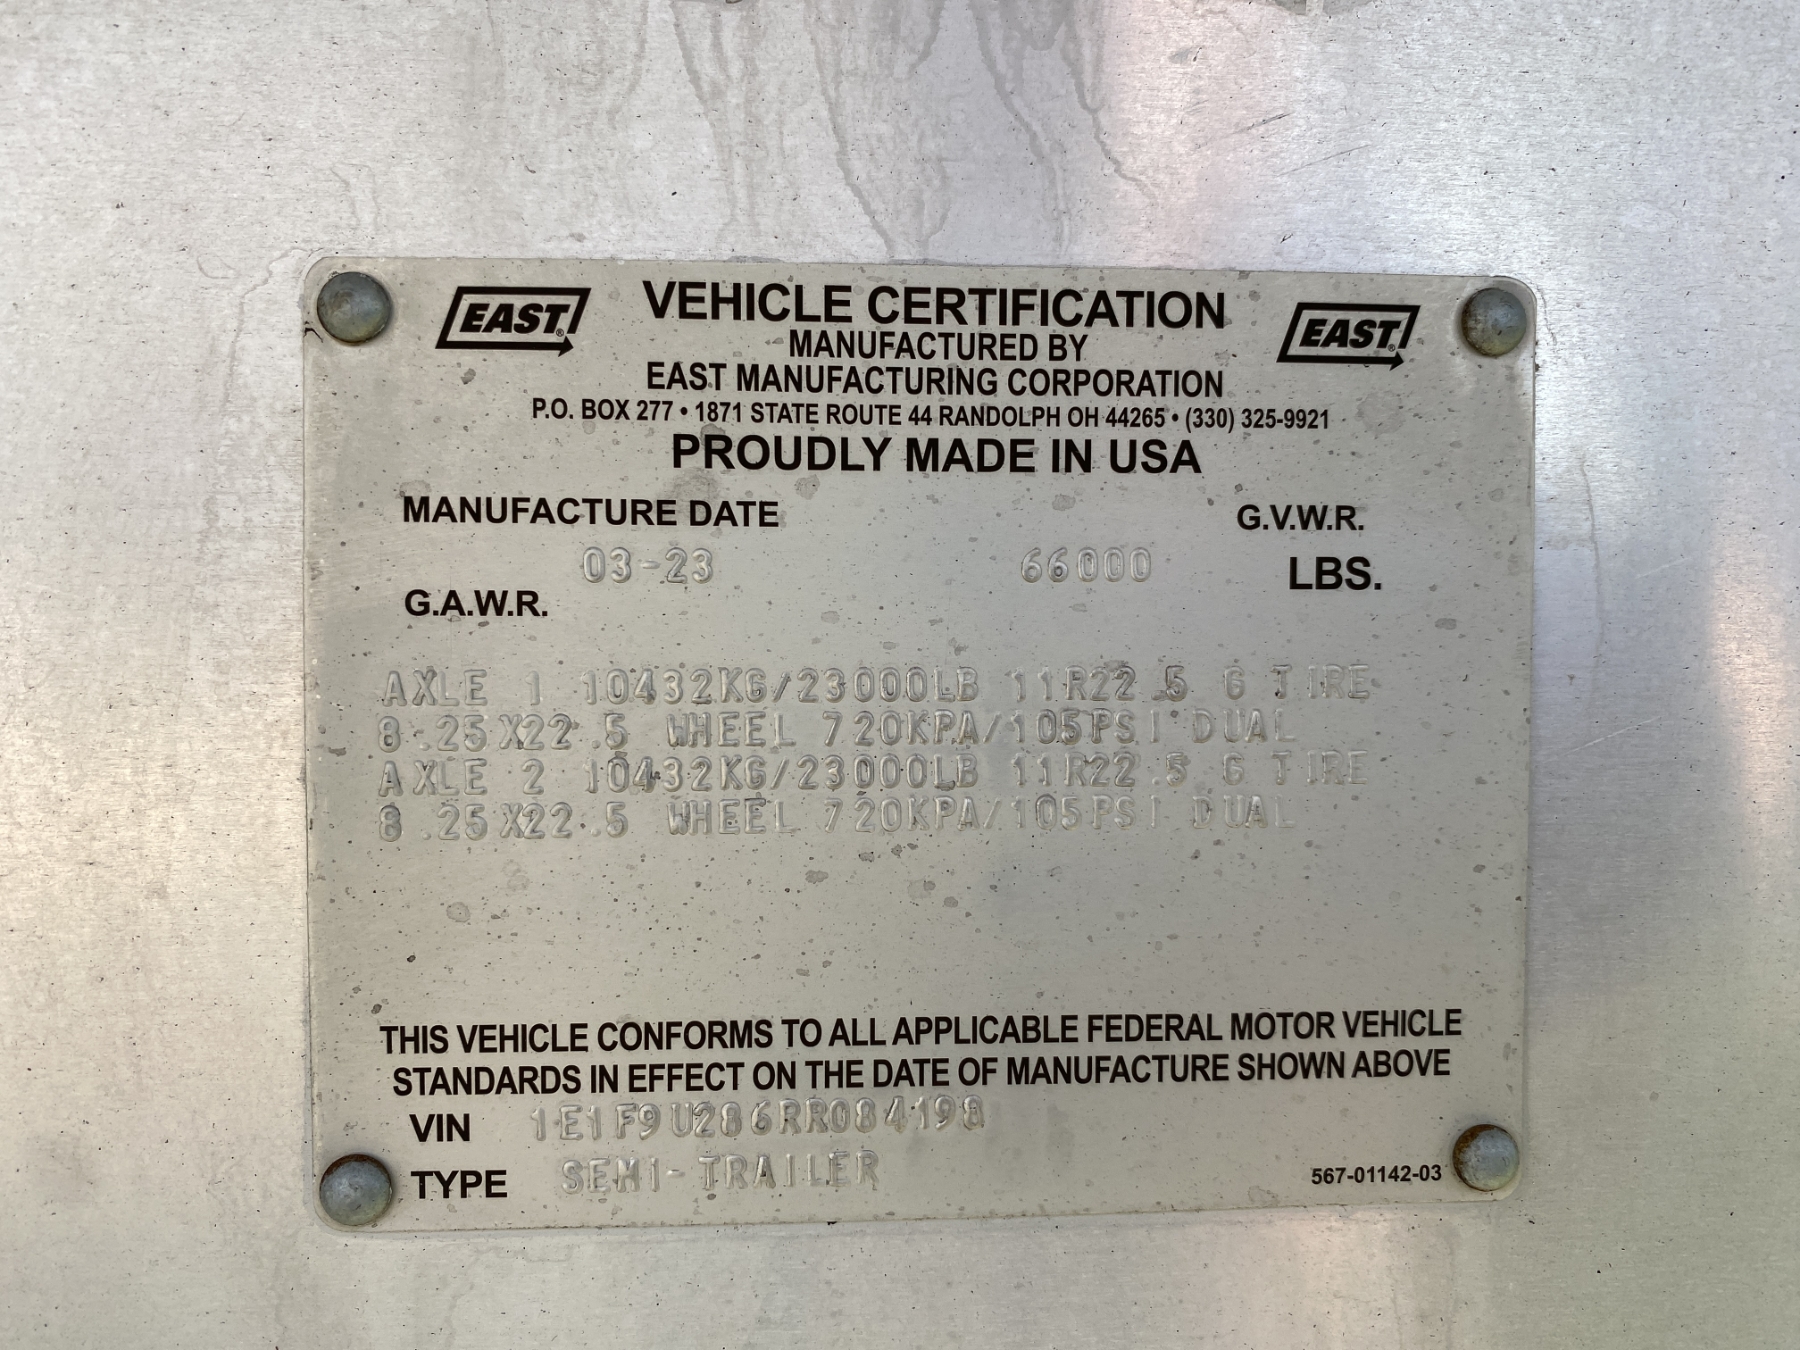 EAST® VEHICLE CERTIFICATION EAST®
MANUFACTURED BY
EAST MANUFACTURING CORPORATION
P.O. BOX 277 • 1871 STATE ROUTE 44 RANDOLPH OH 44265 • (330) 325-9921
PROUDLY MADE IN USA
MANUFACTURE DATE G.V.W.R.
03-23 66000 LBS.
G.A.W.R.
AXLE 1 10432KG/23000LB 11R22.5 G TIRE
8.25X22.5 WHEEL 720KPA/105PSI DUAL
AXLE 2 10432KG/23000LB 11R22.5 G TIRE
8.25X22.5 WHEEL 720KPA/105PSI DUAL
THIS VEHICLE CONFORMS TO ALL APPLICABLE FEDERAL MOTOR VEHICLE
STANDARDS IN EFFECT ON THE DATE OF MANUFACTURE SHOWN ABOVE
VIN 1E1F9U286RR084198
TYPE SEMI-TRAILER 567-01142-03